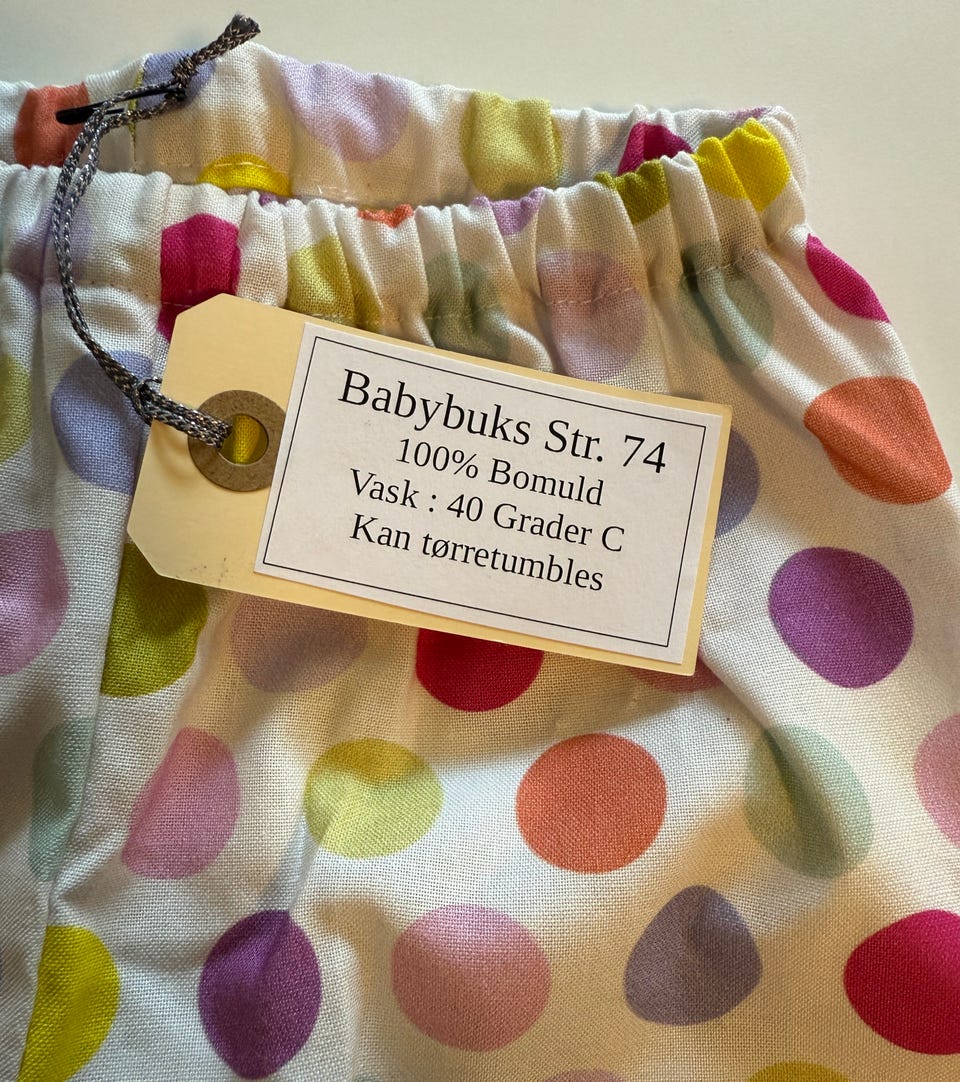 Babybuks Str. 74
100% Bomuld
Vask : 40 Grader C
Kan tørretumbles